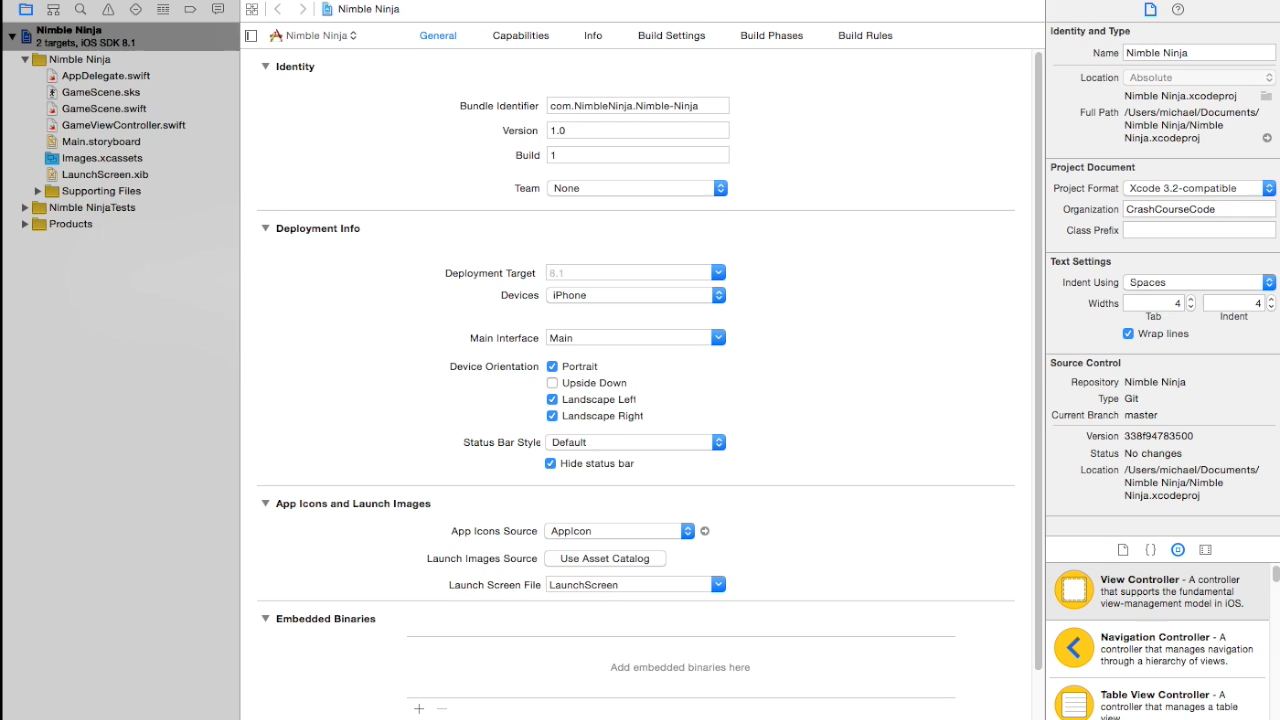 Nimble Ninja
2 targets, iOS SDK 8.1
Nimble Ninja
AppDelegate.swift
GameScene.sks
GameScene.swift
GameViewController.swift
Main.storyboard
Images.xcassets
LaunchScreen.xib
Supporting Files
Nimble NinjaTests
Products
Nimble Ninja
Nimble Ninja
General
Capabilities
Info
Build Settings
Build Phases
Build Rules
Identity
Bundle Identifier com.NimbleNinja.Nimble-Ninja
Version 1.0
Build 1
Team None
Deployment Info
Deployment Target 8.1
Devices iPhone
Main Interface Main
Device Orientation Portrait
Upside Down
Landscape Left
Landscape Right
Status Bar Style Default
Hide status bar
App Icons and Launch Images
App Icons Source AppIcon
Launch Images Source Use Asset Catalog
Launch Screen File LaunchScreen
Embedded Binaries
Add embedded binaries here
Identity and Type
Name Nimble Ninja
Location Absolute
Nimble Ninja.xcodeproj
Full Path /Users/michael/Documents/
Nimble Ninja/Nimble
Ninja.xcodeproj
Project Document
Project Format Xcode 3.2-compatible
Organization CrashCourseCode
Class Prefix
Text Settings
Indent Using Spaces
Widths 4 4
Tab Indent
Wrap lines
Source Control
Repository Nimble Ninja
Type Git
Current Branch master
Version 338f94783500
Status No changes
Location /Users/michael/Documents/
Nimble Ninja/Nimble
Ninja.xcodeproj
View Controller - A controller
that supports the fundamental
view-management model in iOS.
Navigation Controller - A
controller that manages navigation
through a hierarchy of views.
Table View Controller - A
controller that manages a table
view.